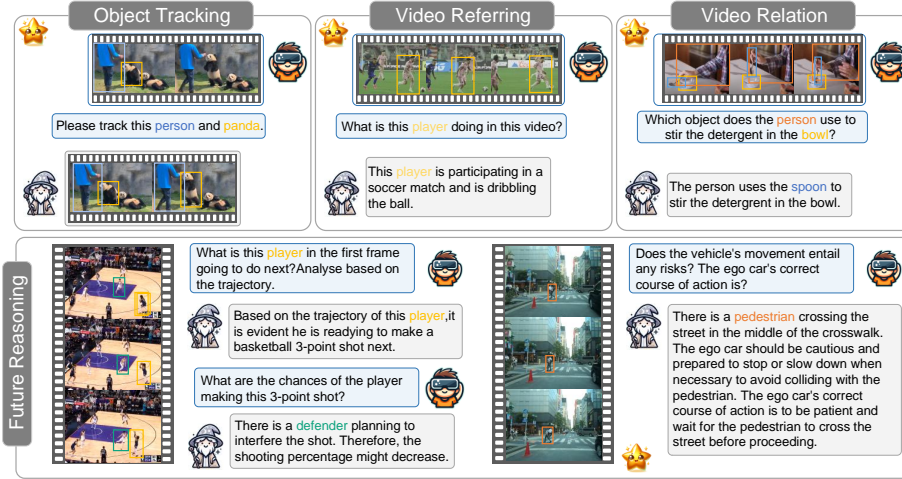 Object Tracking
Please track this person and panda.
Video Referring
What is this player doing in this video?
This player is participating in a
soccer match and is dribbling
the ball.
Video Relation
Which object does the person use to
stir the detergent in the bowl?
The person uses the spoon to
stir the detergrent in the bowl.
Future Reasoning
What is this player in the first frame
going to do next?Analyse based on
the trajectory.
Based on the trajectory of this player,it
is evident he is readying to make a
basketball 3-point shot next.
What are the chances of the player
making this 3-point shot?
There is a defender planning to
interfere the shot. Therefore, the
shooting percentage might decrease.
Does the vehicle's movement entail
any risks? The ego car's correct
course of action is?
There is a pedestrian crossing the
street in the middle of the crosswalk.
The ego car should be cautious and
prepared to stop or slow down when
necessary to avoid colliding with the
pedestrian. The ego car's correct
course of action is to be patient and
wait for the pedestrian to cross the
street before proceeding.